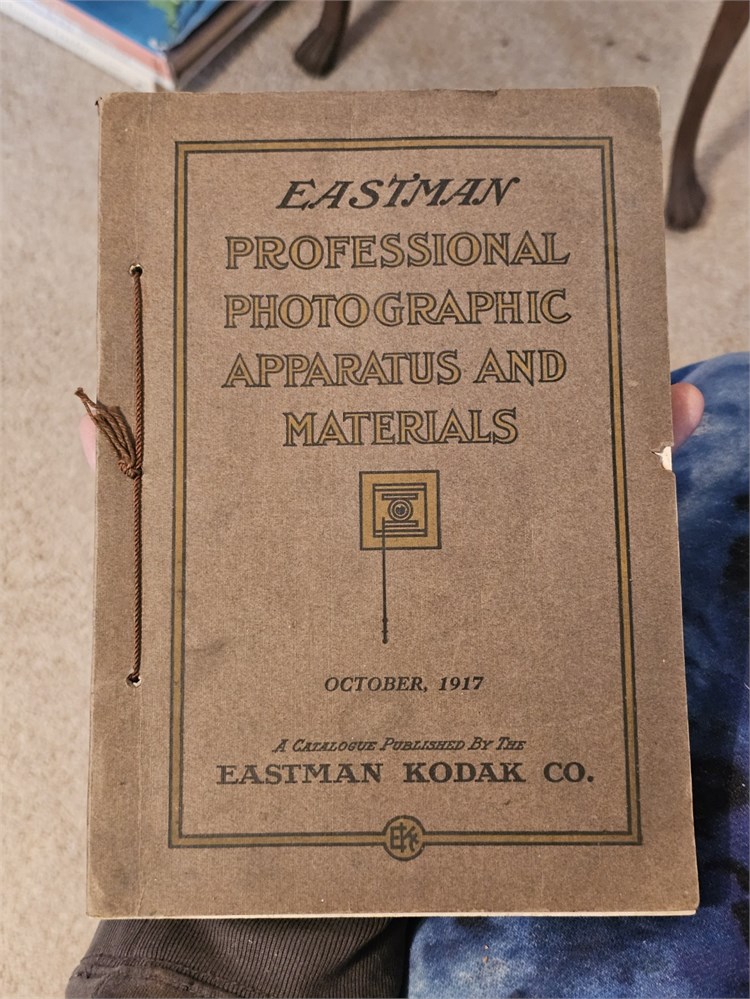 EASTMAN
PROFESSIONAL
PHOTOGRAPHIC
APPARATUS AND
MATERIALS
OCTOBER, 1917
A CATALOGUE PUBLISHED BY THE
EASTMAN KODAK CO.
EKC